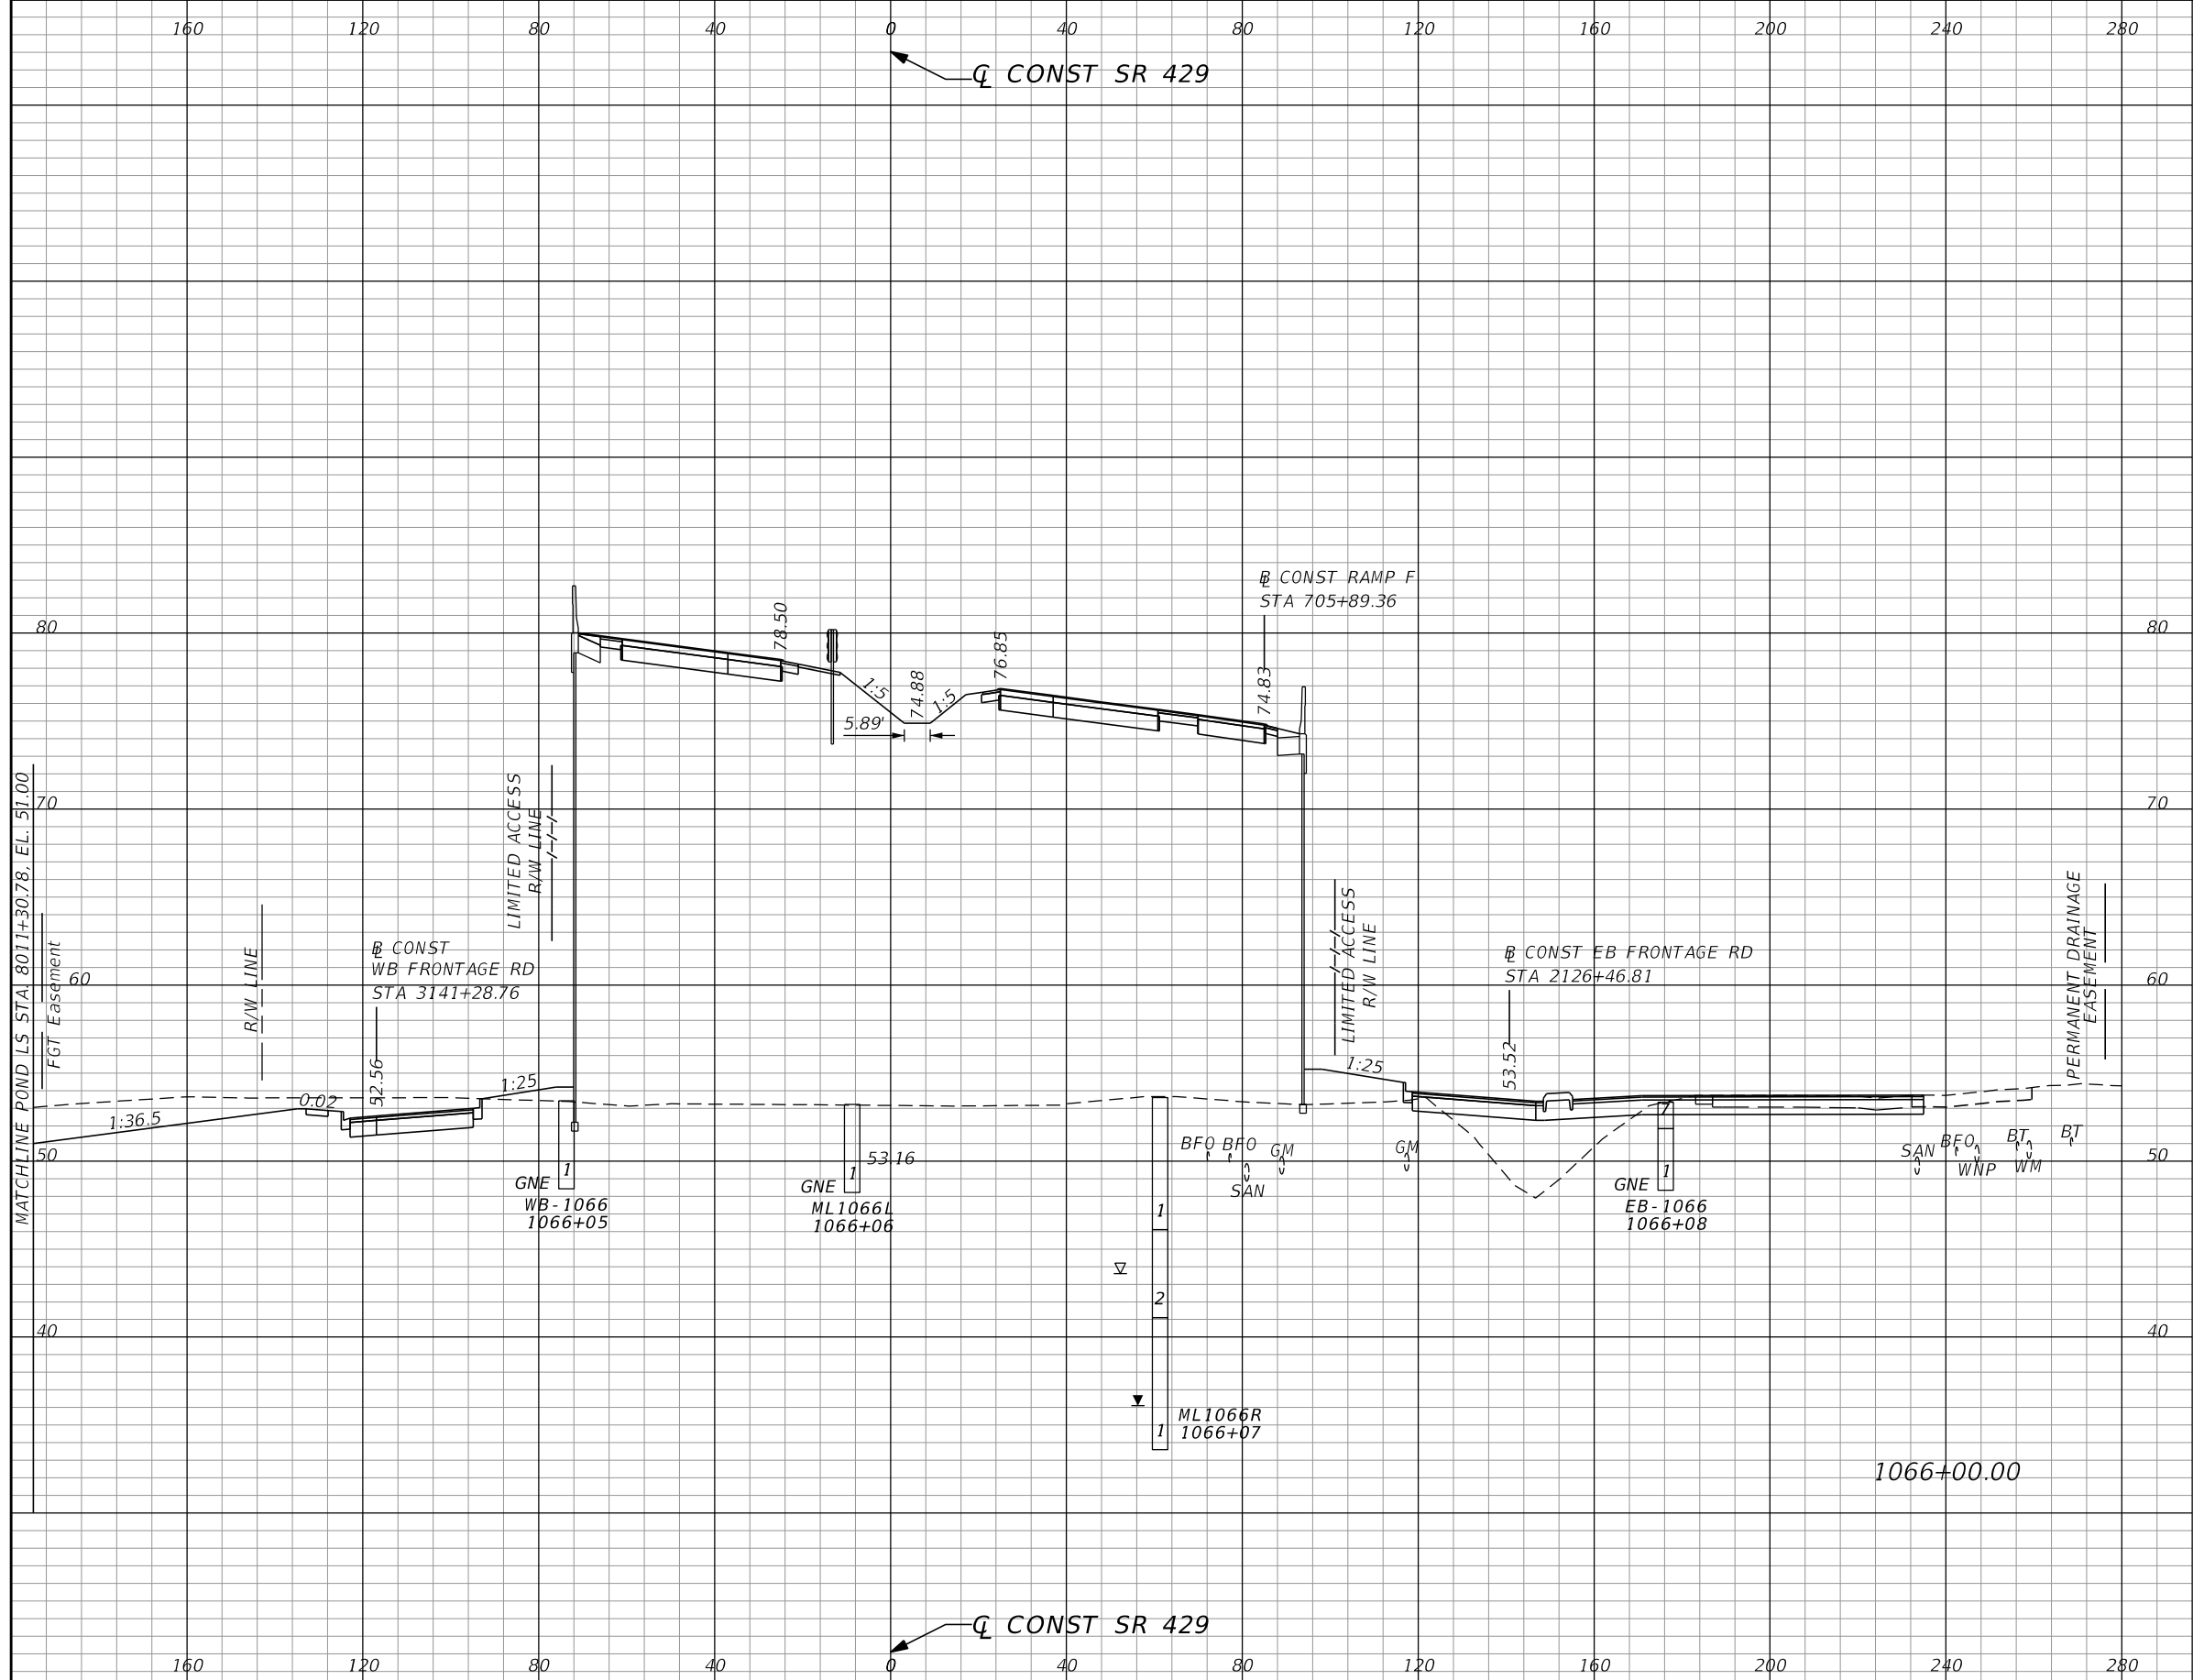 160 120 80 40 0 40 80 120 160 200 240 280
℄ CONST SR 429
80 80
70 70
60 60
50 50
40 40
MATCHLINE POND LS STA. 8011+30.78, EL. 51.00
FGT Easement
R/W LINE
℄ CONST
WB FRONTAGE RD
STA 3141+28.76
52.56
1:36.5
0.02
1:25
LIMITED ACCESS
R/W LINE
78.50
1:5
74.88
1:5
5.89'
76.85
74.83
BL CONST RAMP F
STA 705+89.36
LIMITED ACCESS
R/W LINE
1:25
BL CONST EB FRONTAGE RD
STA 2126+46.81
53.52
PERMANENT DRAINAGE
EASEMENT
1
GNE
WB-1066
1066+05
1
GNE
53.16
ML1066L
1066+06
1
2
1
ML1066R
1066+07
BFO BFO GM
SAN
GM
7
1
GNE
EB-1066
1066+08
SAN BFO BT BT
WNP WM
1066+00.00
℄ CONST SR 429
160 120 80 40 0 40 80 120 160 200 240 280